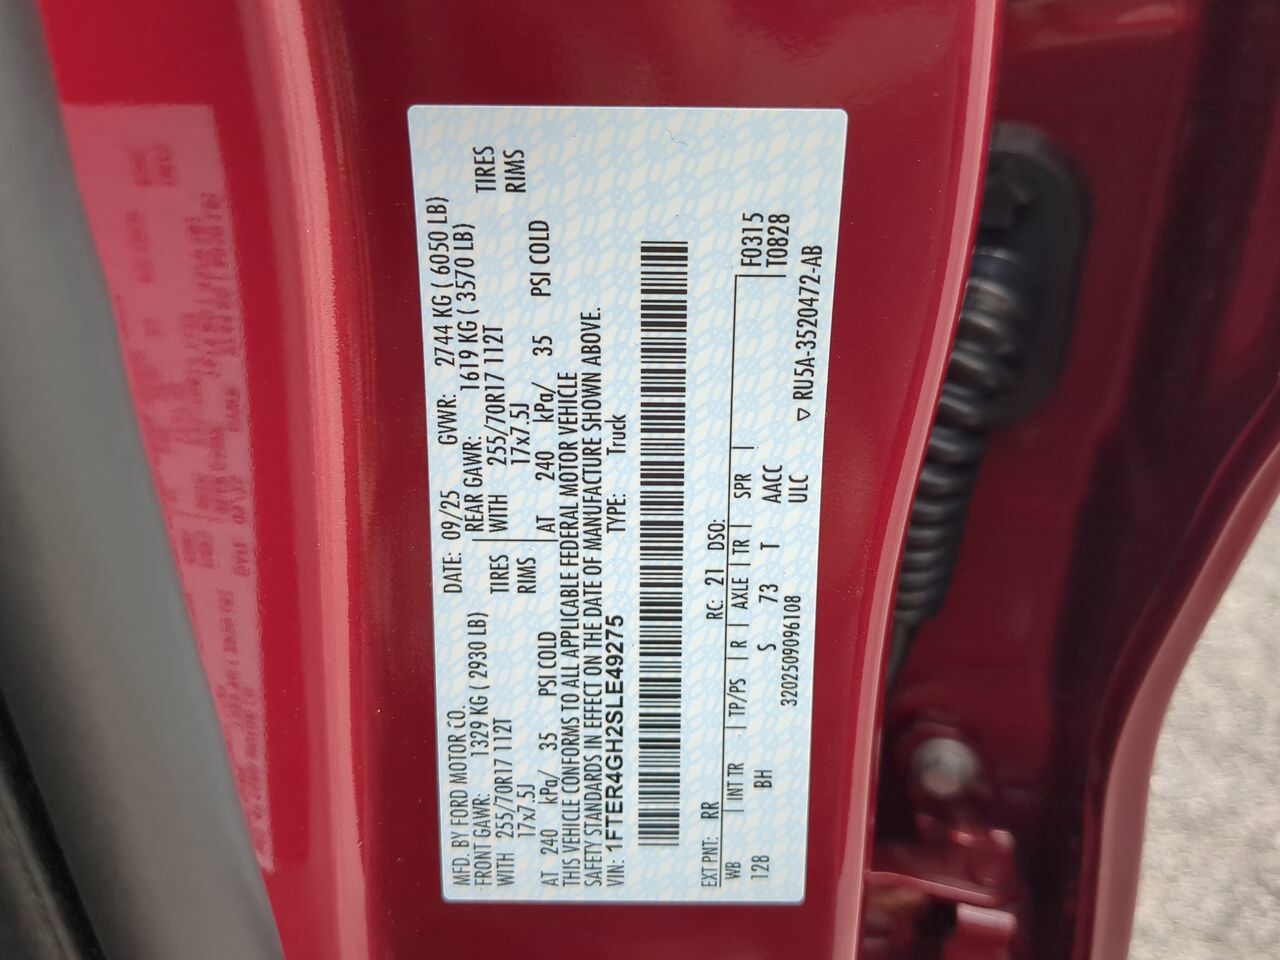 MFD. BY FORD MOTOR CO. DATE: 09/25 GVWR: 2744 KG ( 6050 LB)
FRONT GAWR: 1329 KG ( 2930 LB) REAR GAWR: 1619 KG ( 3570 LB)
WITH 255/70R17 112T TIRES WITH 255/70R17 112T TIRES
17x7.5J RIMS 17x7.5J RIMS
AT 240 kPa/ 35 PSI COLD AT 240 kPa/ 35 PSI COLD
THIS VEHICLE CONFORMS TO ALL APPLICABLE FEDERAL MOTOR VEHICLE
SAFETY STANDARDS IN EFFECT ON THE DATE OF MANUFACTURE SHOWN ABOVE.
VIN: 1FTER4GH2SLE49275 TYPE: Truck
EXT PNT: RR RC: 21 DSO: F0315
WB INT TR TP/PS R AXLE TR SPR T0828
128 BH S 73 T AACC
3202509096108 ULC ▽ RU5A-3520472-AB